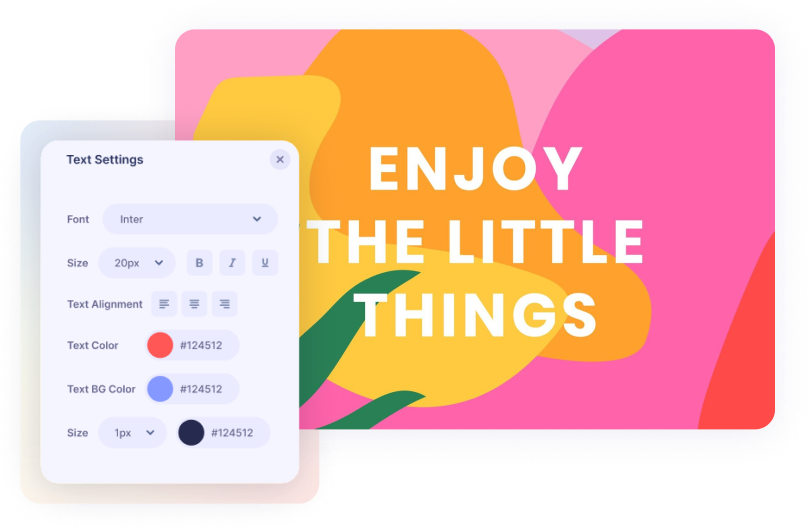 Text Settings
Font Inter
Size 20px B I U
Text Alignment
Text Color #124512
Text BG Color #124512
Size 1px #124512
ENJOY
THE LITTLE
THINGS